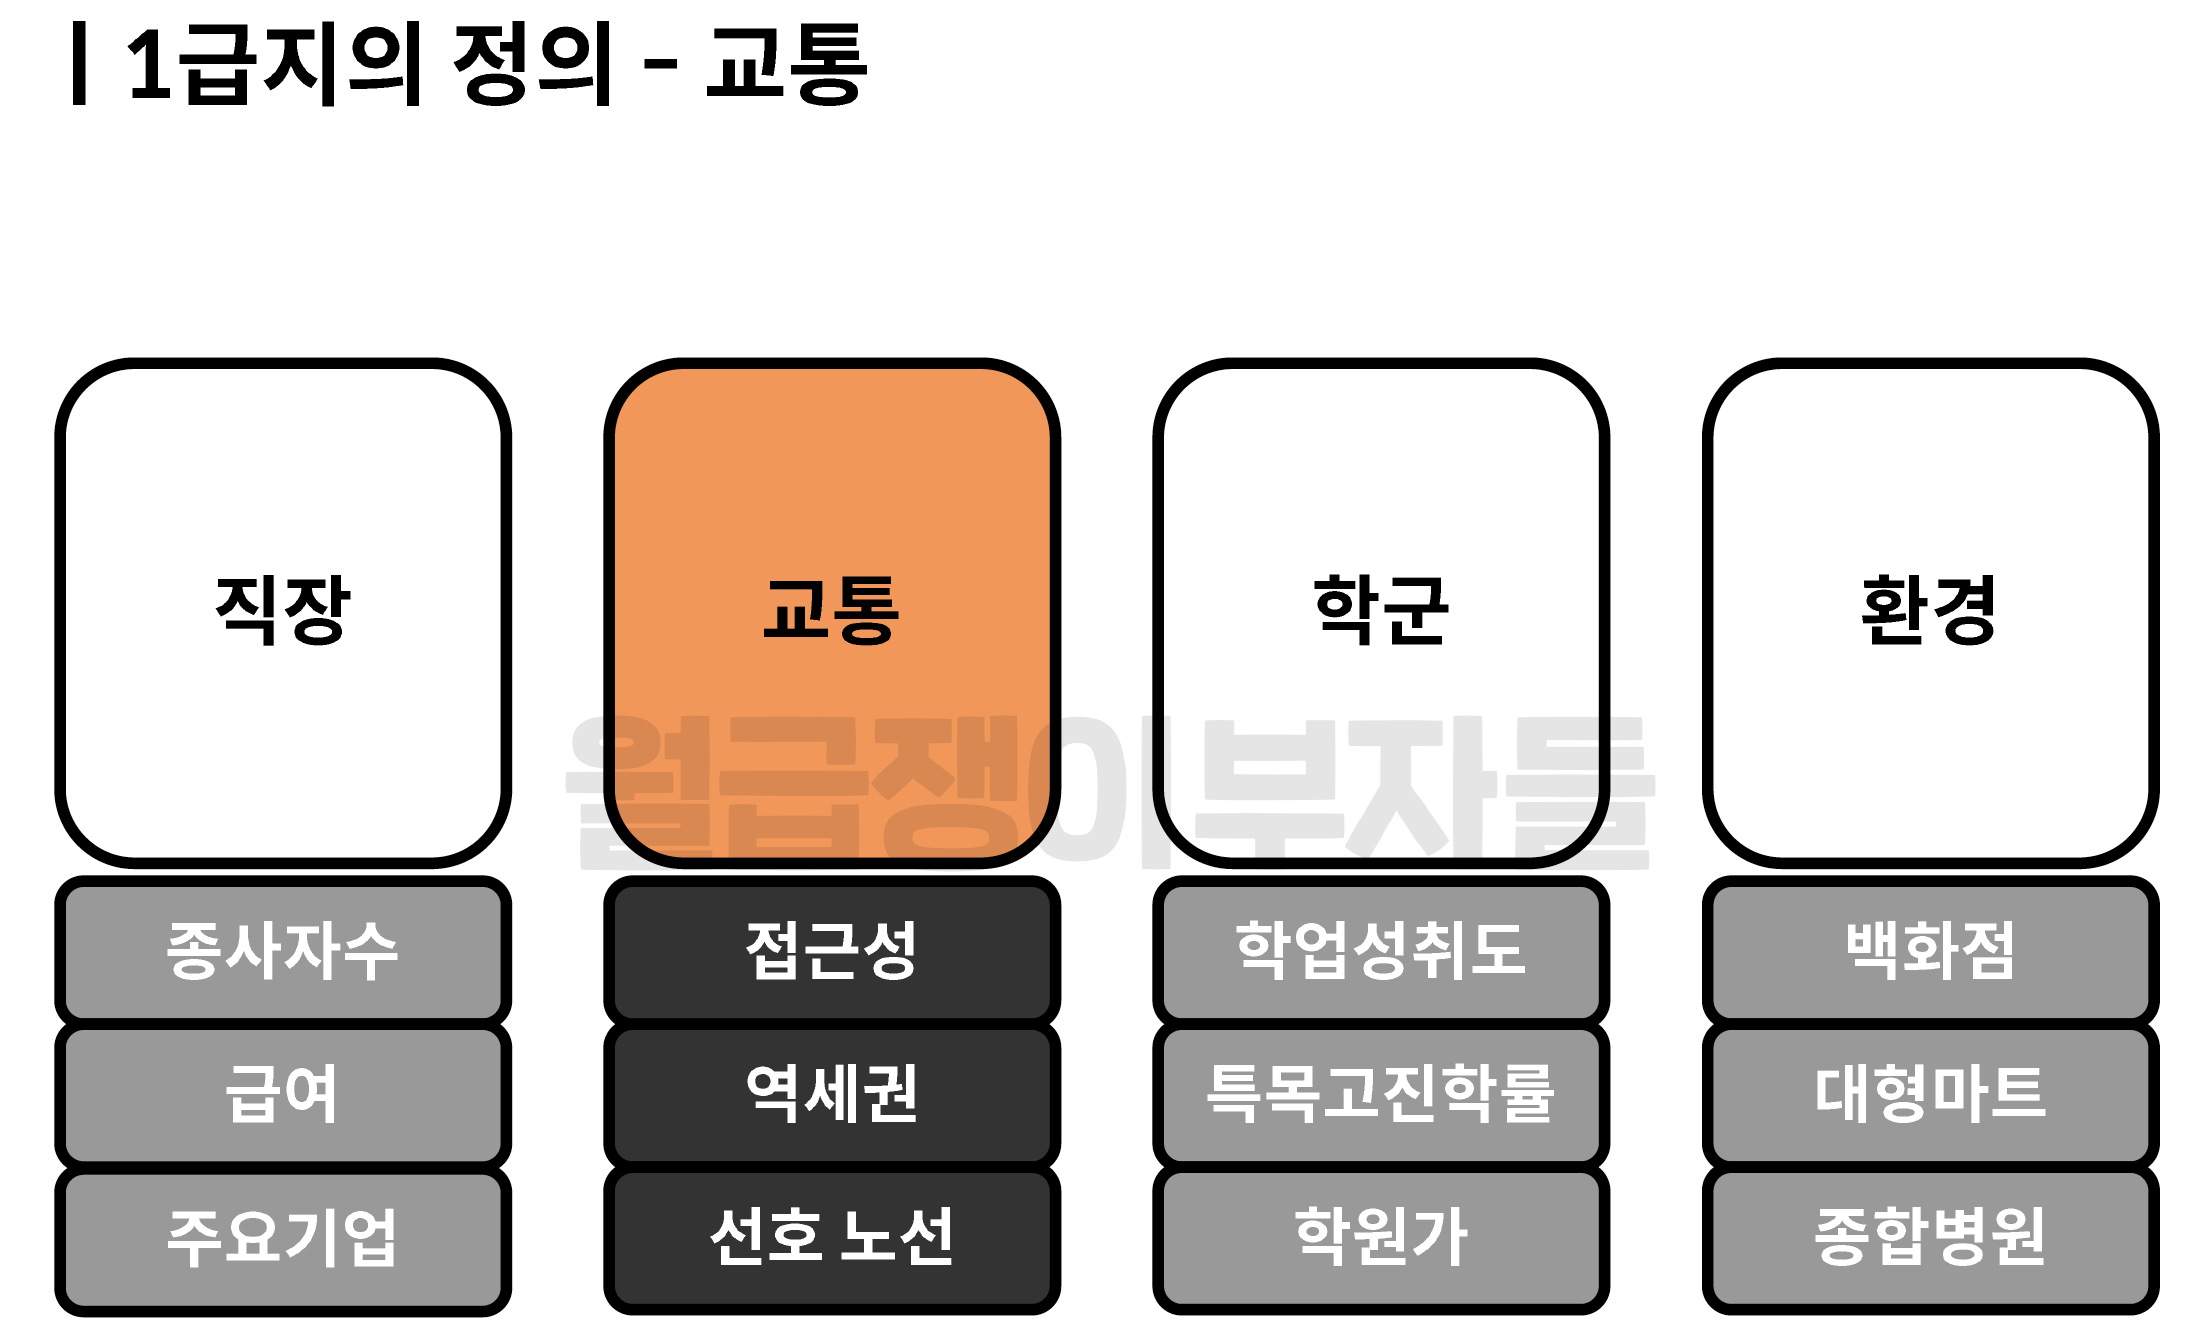 | 1급지의 정의 - 교통
직장
교통
학군
환경
월급쟁이부자들
종사자수
접근성
학업성취도
백화점
급여
역세권
특목고진학률
대형마트
주요기업
선호 노선
학원가
종합병원